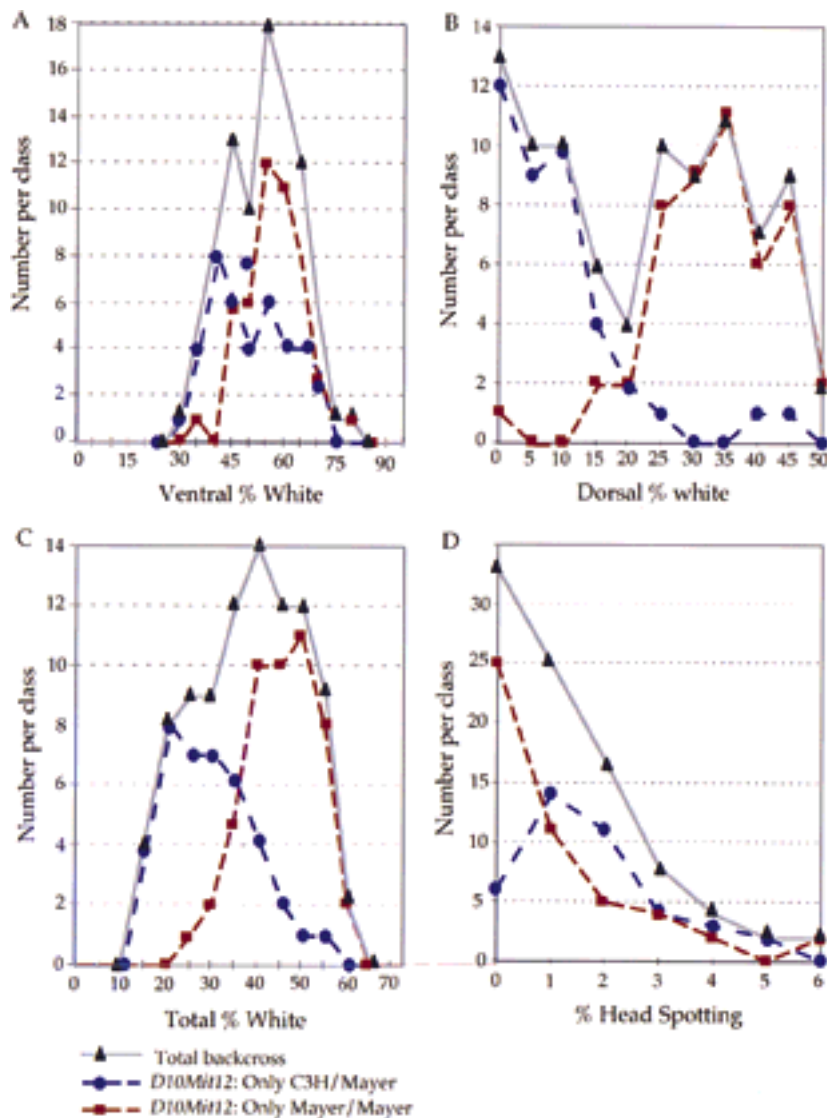 A
Number per class
18
16
14
12
10
8
6
4
2
0
0 15 30 45 60 75 90
Ventral % White
B
Number per class
14
12
10
8
6
4
2
0
0 5 10 15 20 25 30 35 40 45 50
Dorsal % white
C
Number per class
14
12
10
8
6
4
2
0
0 10 20 30 40 50 60 70
Total % White
D
Number per class
30
25
20
15
10
5
0
0 1 2 3 4 5 6
% Head Spotting
Total backcross
D10Mit12: Only C3H/Mayer
D10Mit12: Only Mayer/Mayer